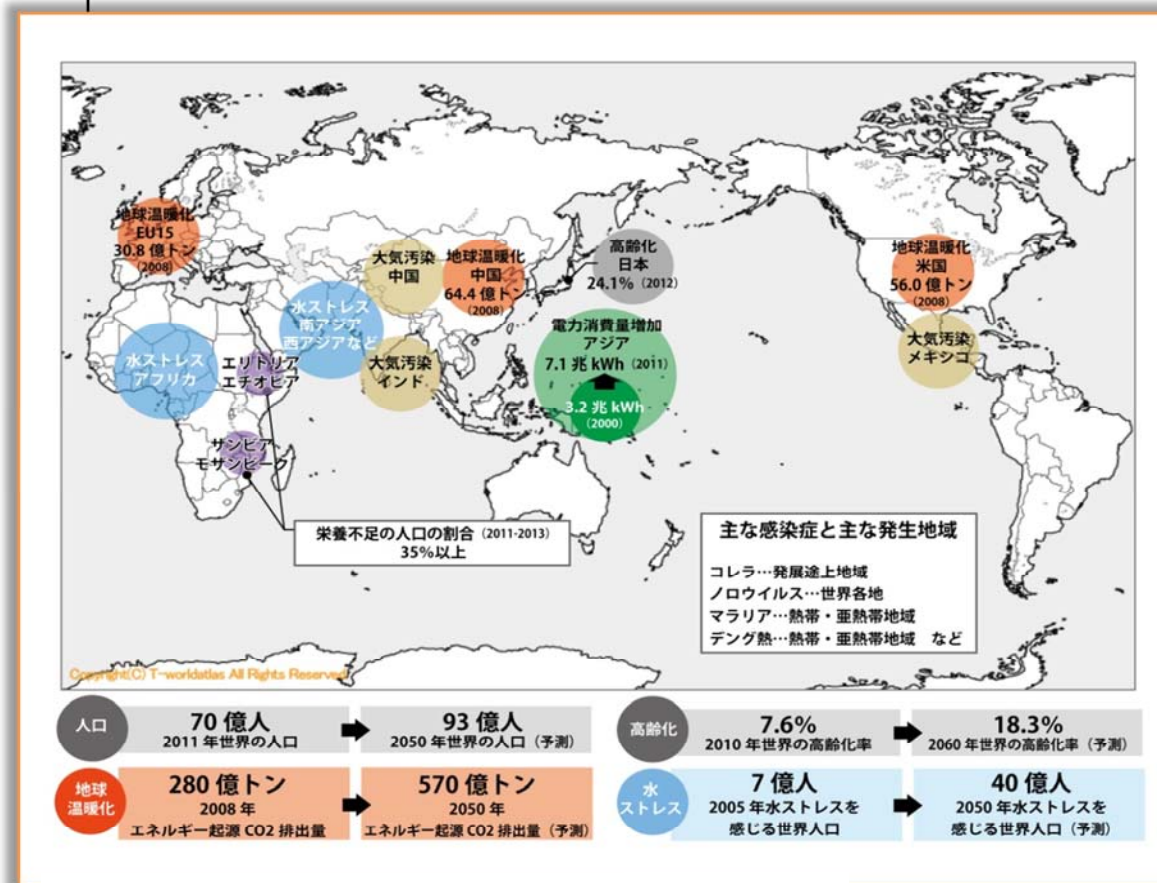 地球温暖化
EU15
30.8 億トン
(2008)
大気汚染
中国
地球温暖化
中国
64.4 億トン
(2008)
高齢化
日本
24.1% (2012)
地球温暖化
米国
56.0 億トン
(2008)
水ストレス
南アジア
西アジアなど
水ストレス
アフリカ
エリトリア
エチオピア
大気汚染
インド
電力消費量増加
アジア
7.1 兆 kWh (2011)
3.2 兆 kWh
(2000)
大気汚染
メキシコ
ザンビア
モザンビーク
栄養不足の人口の割合 (2011-2013)
35%以上
主な感染症と主な発生地域
コレラ…発展途上地域
ノロウイルス…世界各地
マラリア…熱帯・亜熱帯地域
デング熱…熱帯・亜熱帯地域 など
Copyright(C) T-worldatlas All Rights Reserved
人口
70 億人
2011 年世界の人口
93 億人
2050 年世界の人口 (予測)
高齢化
7.6%
2010 年世界の高齢化率
18.3%
2060 年世界の高齢化率 (予測)
地球
温暖化
280 億トン
2008 年
エネルギー起源 CO2 排出量
570 億トン
2050 年
エネルギー起源 CO2 排出量 (予測)
水
ストレス
7 億人
2005 年水ストレスを
感じる世界人口
40 億人
2050 年水ストレスを
感じる世界人口 (予測)